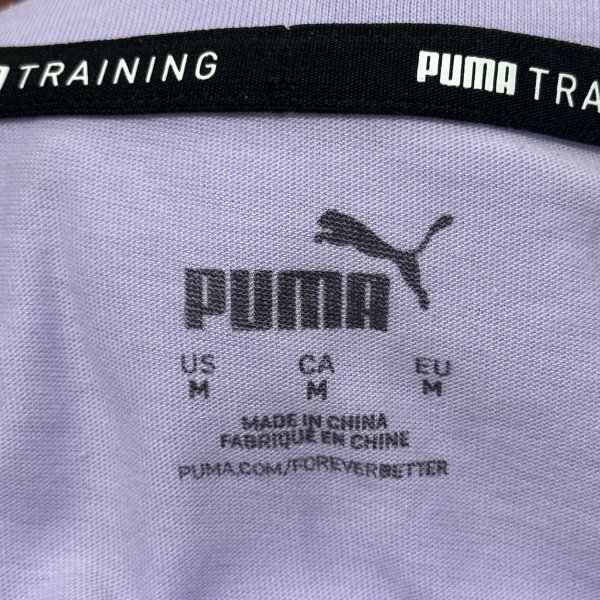 TRAINING PUMA TRA
PUMA
US CA EU
M M M
MADE IN CHINA
FABRIQUÉ EN CHINE
PUMA.COM/FOREVERBETTER